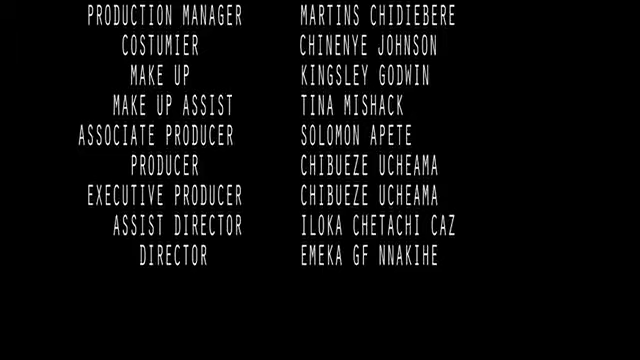 PRODUCTION MANAGER MARTINS CHIDIEBERE
COSTUMIER CHINENYE JOHNSON
MAKE UP KINGSLEY GODWIN
MAKE UP ASSIST TINA MISHACK
ASSOCIATE PRODUCER SOLOMON APETE
PRODUCER CHIBUEZE UCHEAMA
EXECUTIVE PRODUCER CHIBUEZE UCHEAMA
ASSIST DIRECTOR ILOKA CHETACHI CAZ
DIRECTOR EMEKA GF NNAKIHE